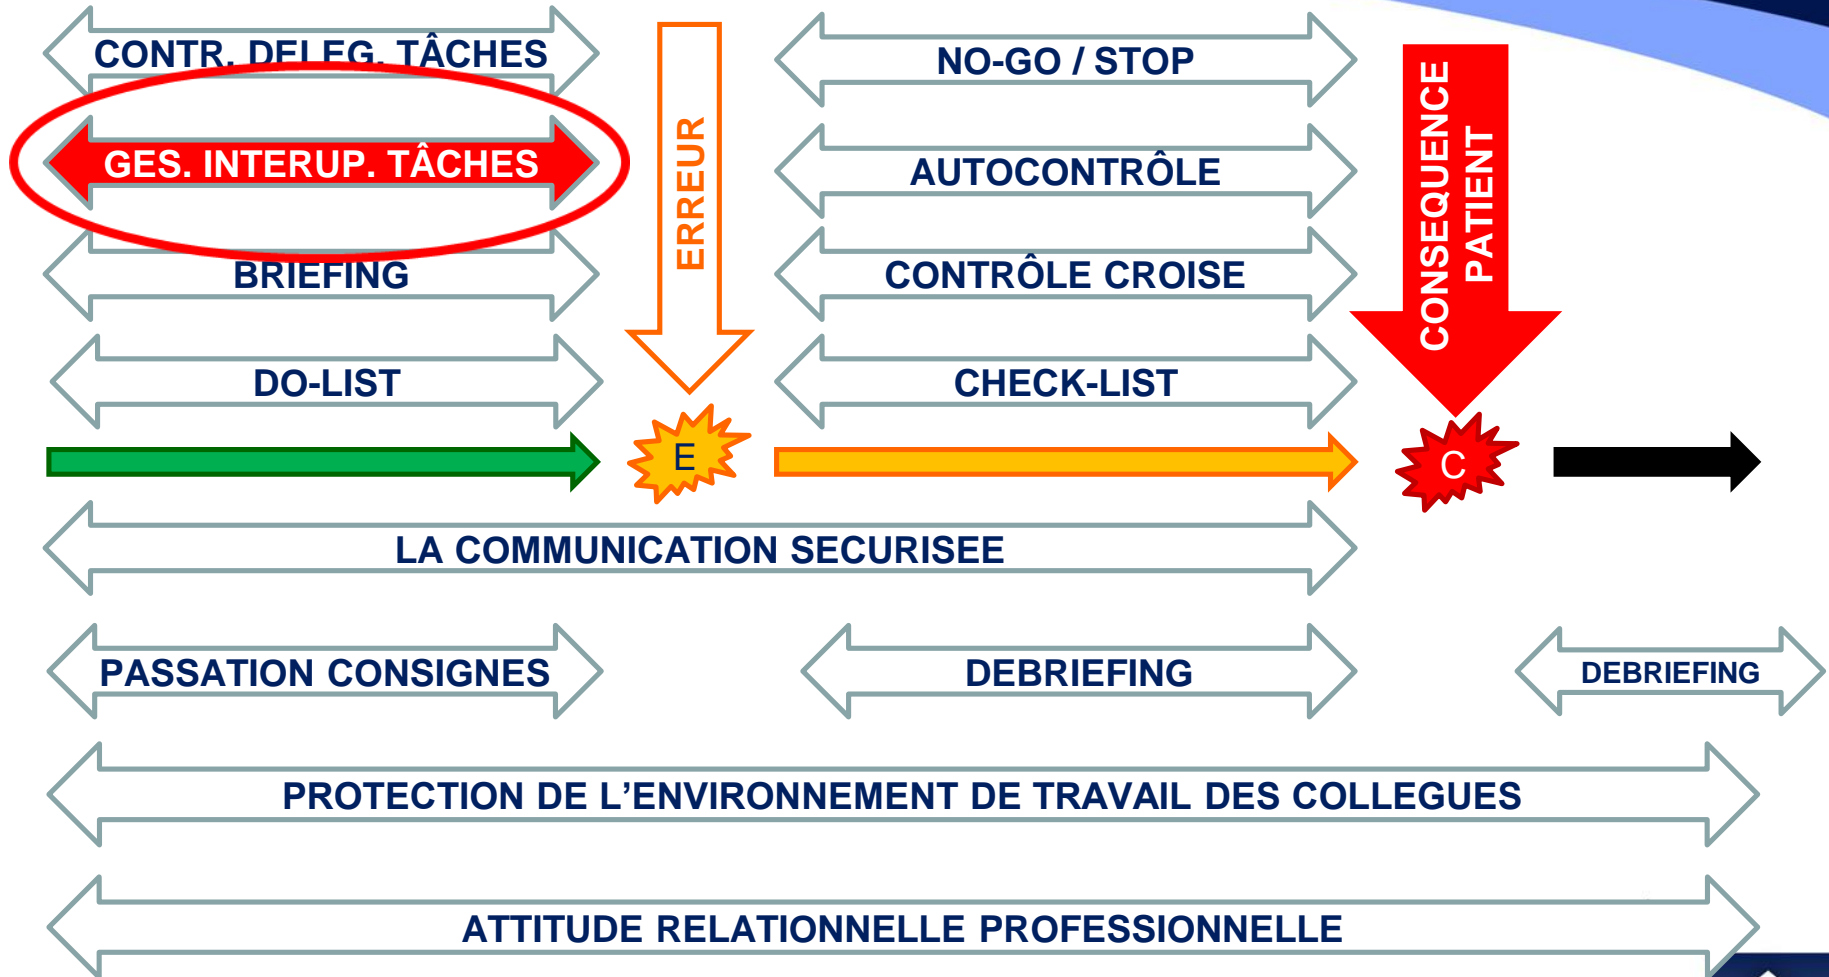 CONTR. DELEG. TÂCHES
NO-GO / STOP
GES. INTERUP. TÂCHES
AUTOCONTRÔLE
BRIEFING
CONTRÔLE CROISE
DO-LIST
CHECK-LIST
ERREUR
CONSEQUENCE
PATIENT
E
C
LA COMMUNICATION SECURISEE
PASSATION CONSIGNES
DEBRIEFING
DEBRIEFING
PROTECTION DE L’ENVIRONNEMENT DE TRAVAIL DES COLLEGUES
ATTITUDE RELATIONNELLE PROFESSIONNELLE